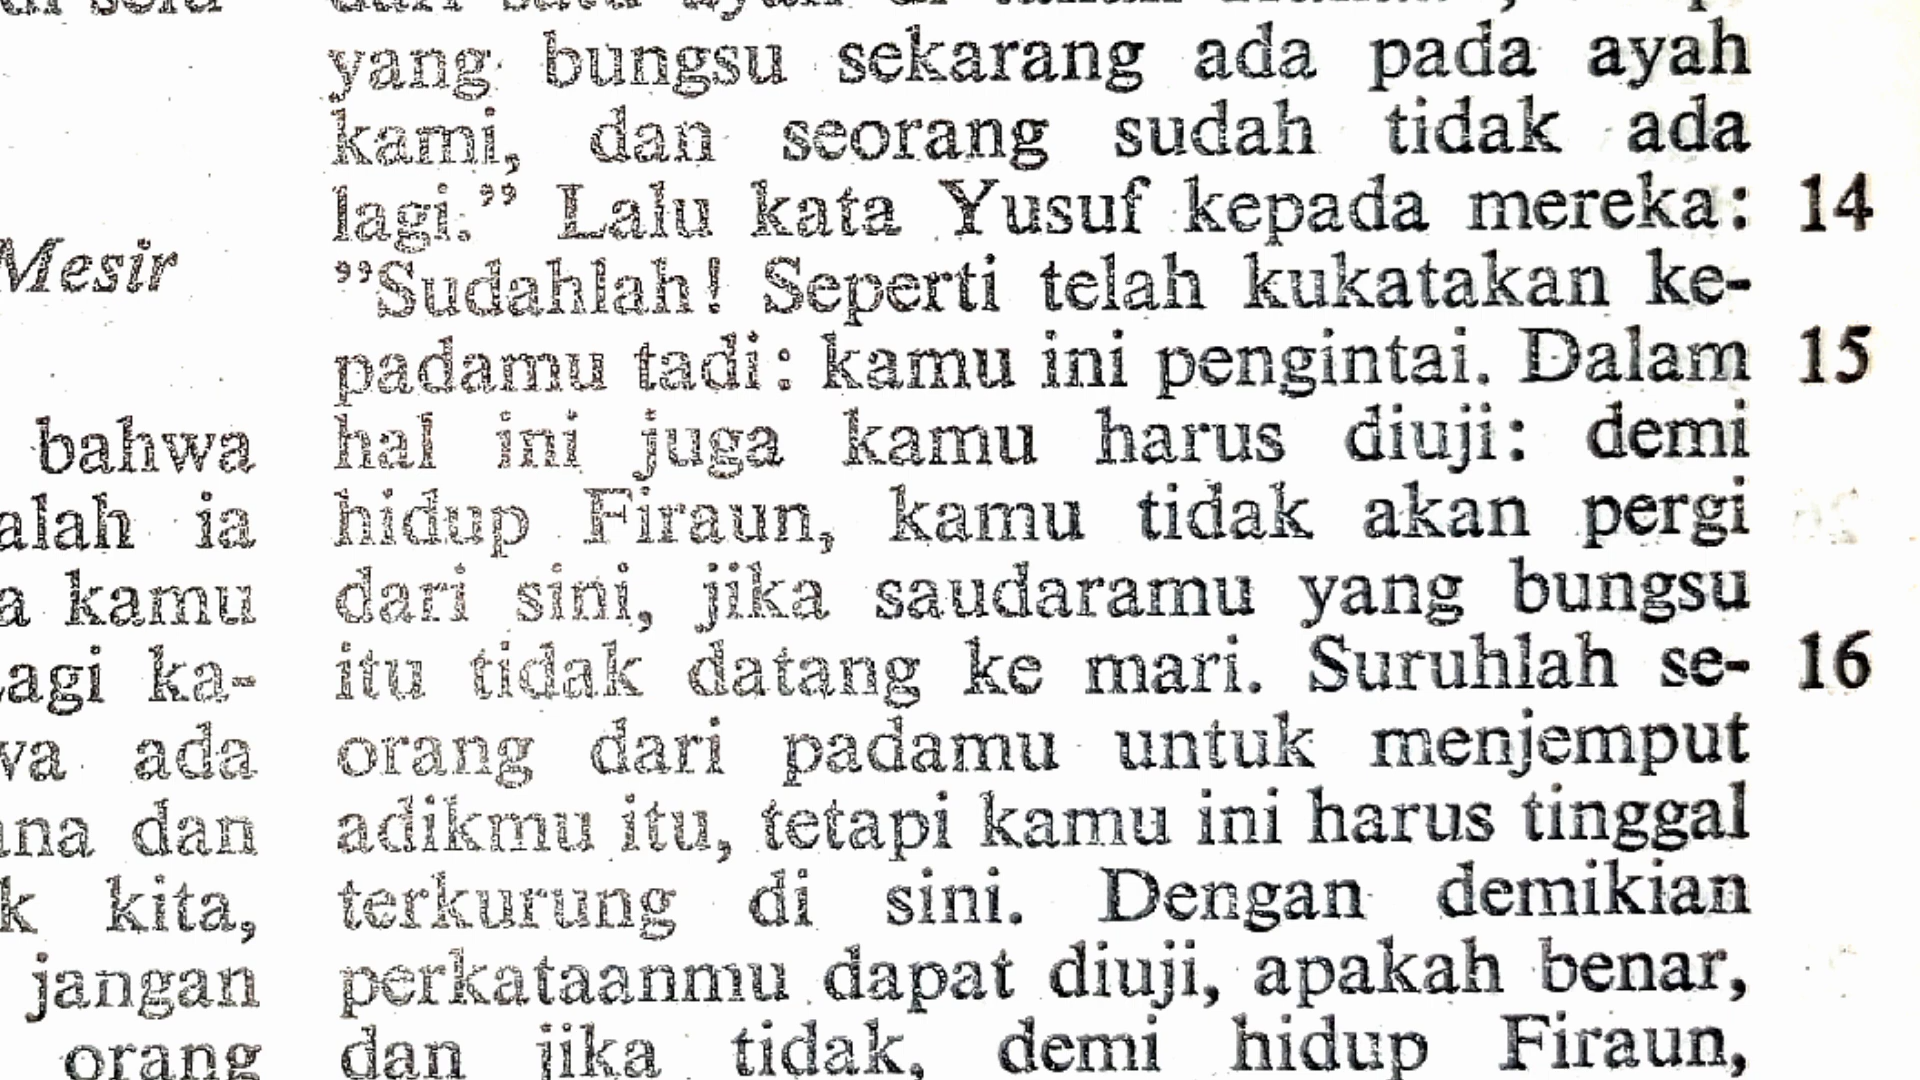 Mesir
bahwa
ia
kamu
ka-
ada
dan
kita,
jangan
orang
yang bungsu sekarang ada pada ayah
kami, dan seorang sudah tidak ada
lagi.” Lalu kata Yusuf kepada mereka: 14
”Sudahlah! Seperti telah kukatakan ke-
padamu tadi: kamu ini pengintai. Dalam 15
hal ini juga kamu harus diuji: demi
hidup Firaun, kamu tidak akan pergi
dari sini, jika saudaramu yang bungsu
itu tidak datang ke mari. Suruhlah se- 16
orang dari padamu untuk menjemput
adikmu itu, tetapi kamu ini harus tinggal
terkurung di sini. Dengan demikian
perkataanmu dapat diuji, apakah benar,
dan jika tidak, demi hidup Firaun,